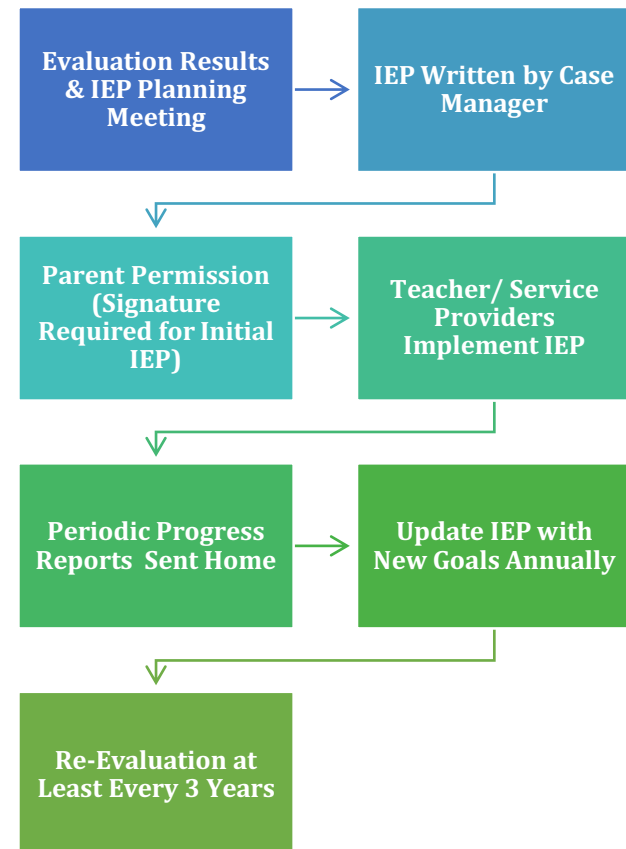 Evaluation Results
& IEP Planning
Meeting
IEP Written by Case
Manager
Parent Permission
(Signature
Required for Initial
IEP)
Teacher/ Service
Providers
Implement IEP
Periodic Progress
Reports  Sent Home
Update IEP with
New Goals Annually
Re-Evaluation at
Least Every 3 Years